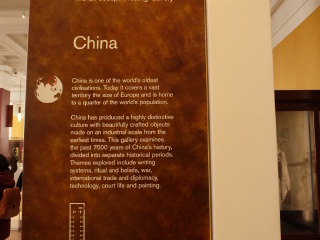 China
China is one of the world's oldest
civilisations. Today it covers a vast
territory the size of Europe and is home
to a quarter of the world's population.
China has produced a highly distinctive
culture with beautifully crafted objects
made on an industrial scale from the
earliest times. This gallery examines
the past 7000 years of China's history,
divided into separate historical periods.
Themes explored include writing
systems, ritual and beliefs, war,
international trade and diplomacy,
technology, court life and painting.